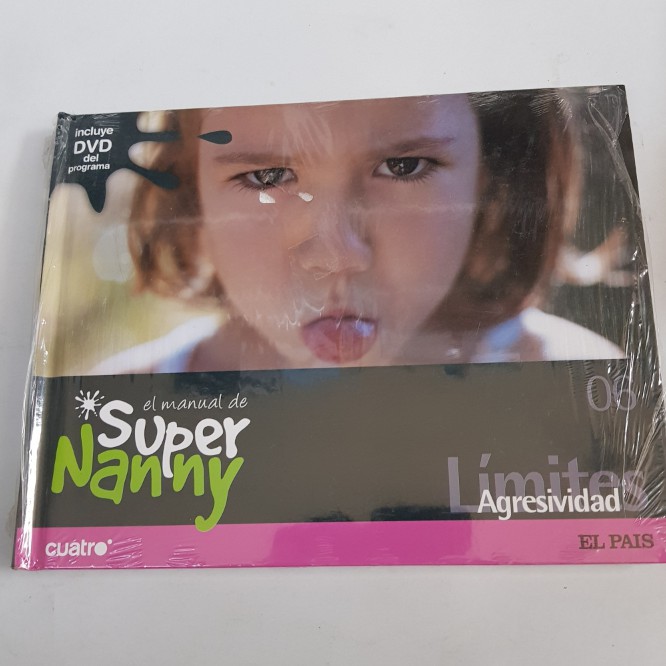 incluye
DVD
del
programa
el manual de
Super
Nanny
06
Límites
Agresividad
cuatro
EL PAIS